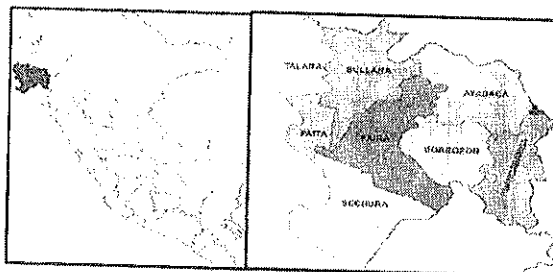 TALARA
SULLANA
AYABACA
PAITA
PIURA
MORROPON
SECHURA